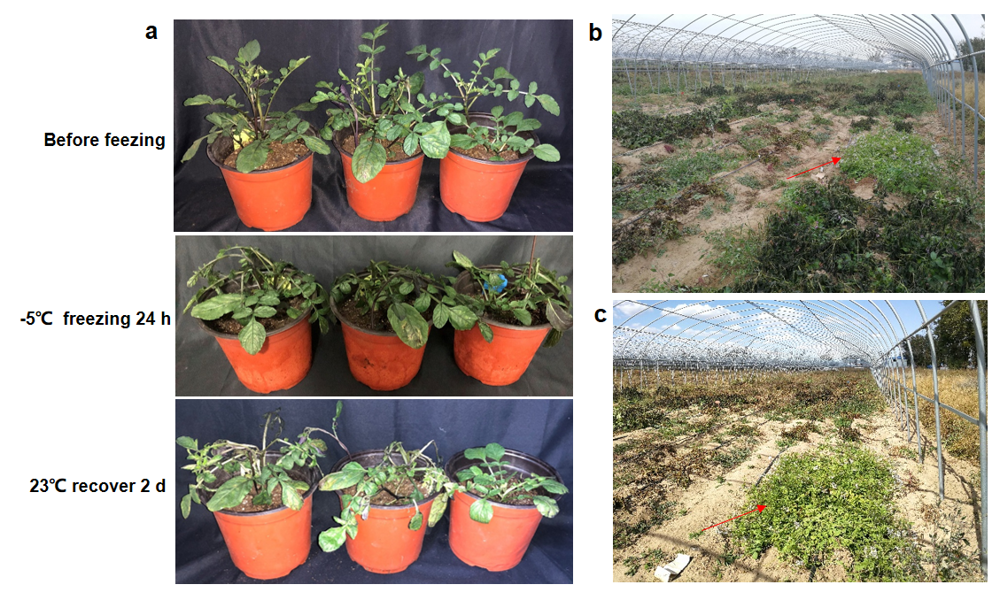 a
b
Before feezing
-5℃ freezing 24 h
c
23℃ recover 2 d